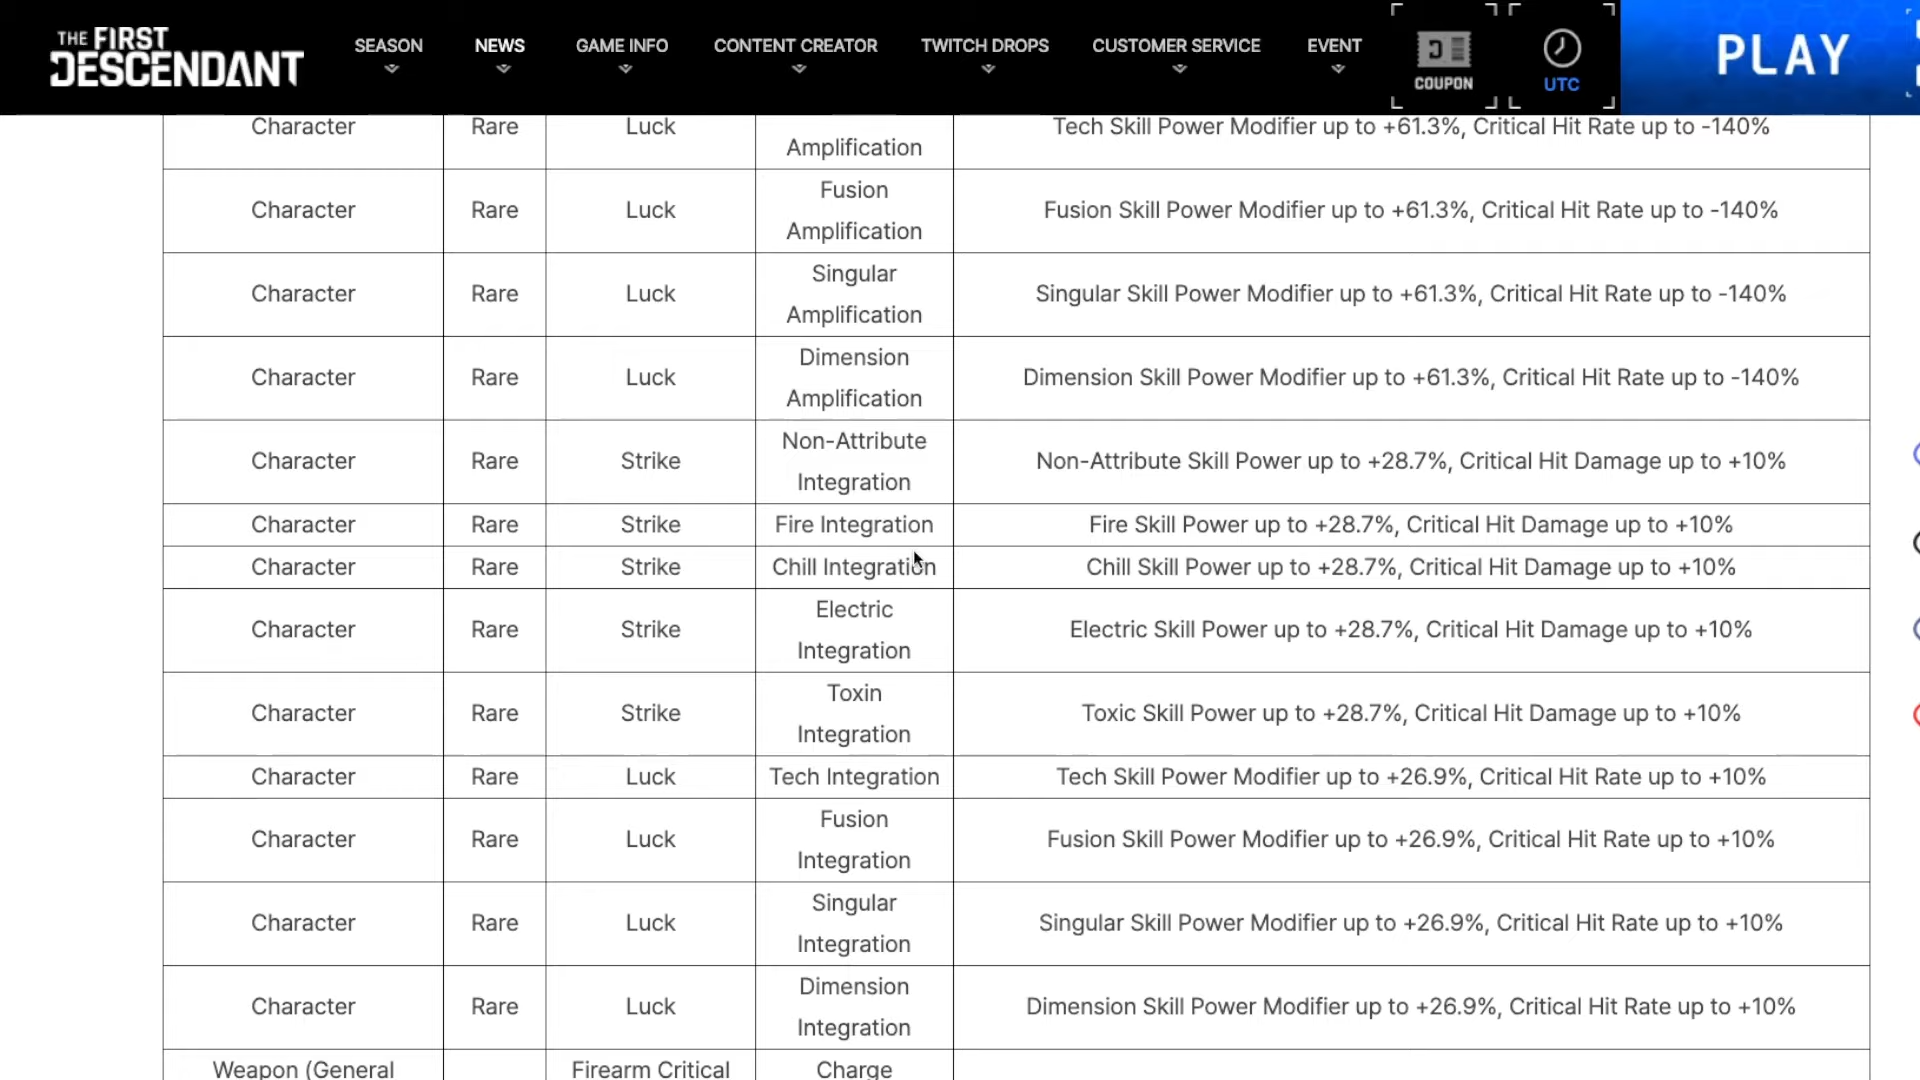 THE FIRST
DESCENDANT
SEASON
NEWS
GAME INFO
CONTENT CREATOR
TWITCH DROPS
CUSTOMER SERVICE
EVENT
COUPON
UTC
PLAY
Character Rare Luck Amplification Tech Skill Power Modifier up to +61.3%, Critical Hit Rate up to -140%
Character Rare Luck Fusion
Amplification Fusion Skill Power Modifier up to +61.3%, Critical Hit Rate up to -140%
Character Rare Luck Singular
Amplification Singular Skill Power Modifier up to +61.3%, Critical Hit Rate up to -140%
Character Rare Luck Dimension
Amplification Dimension Skill Power Modifier up to +61.3%, Critical Hit Rate up to -140%
Character Rare Strike Non-Attribute
Integration Non-Attribute Skill Power up to +28.7%, Critical Hit Damage up to +10%
Character Rare Strike Fire Integration Fire Skill Power up to +28.7%, Critical Hit Damage up to +10%
Character Rare Strike Chill Integration Chill Skill Power up to +28.7%, Critical Hit Damage up to +10%
Character Rare Strike Electric
Integration Electric Skill Power up to +28.7%, Critical Hit Damage up to +10%
Character Rare Strike Toxin
Integration Toxic Skill Power up to +28.7%, Critical Hit Damage up to +10%
Character Rare Luck Tech Integration Tech Skill Power Modifier up to +26.9%, Critical Hit Rate up to +10%
Character Rare Luck Fusion
Integration Fusion Skill Power Modifier up to +26.9%, Critical Hit Rate up to +10%
Character Rare Luck Singular
Integration Singular Skill Power Modifier up to +26.9%, Critical Hit Rate up to +10%
Character Rare Luck Dimension
Integration Dimension Skill Power Modifier up to +26.9%, Critical Hit Rate up to +10%
Weapon (General Firearm Critical Charge